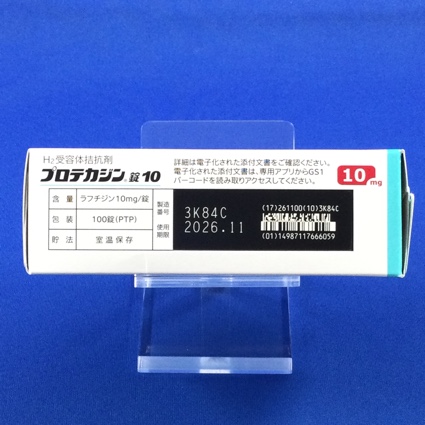 H₂受容体拮抗剤
プロテカジン錠10
含量 ラフチジン10mg/錠
包装 100錠(PTP)
貯法 室温保存
製造番号 3K84C
使用期限 2026.11
詳細は電子化された添付文書をご確認ください。
電子化された添付文書は、専用アプリからGS1
バーコードを読み取りアクセスしてください。
(17)261100(10)3K84C
(01)14987117666059
10mg